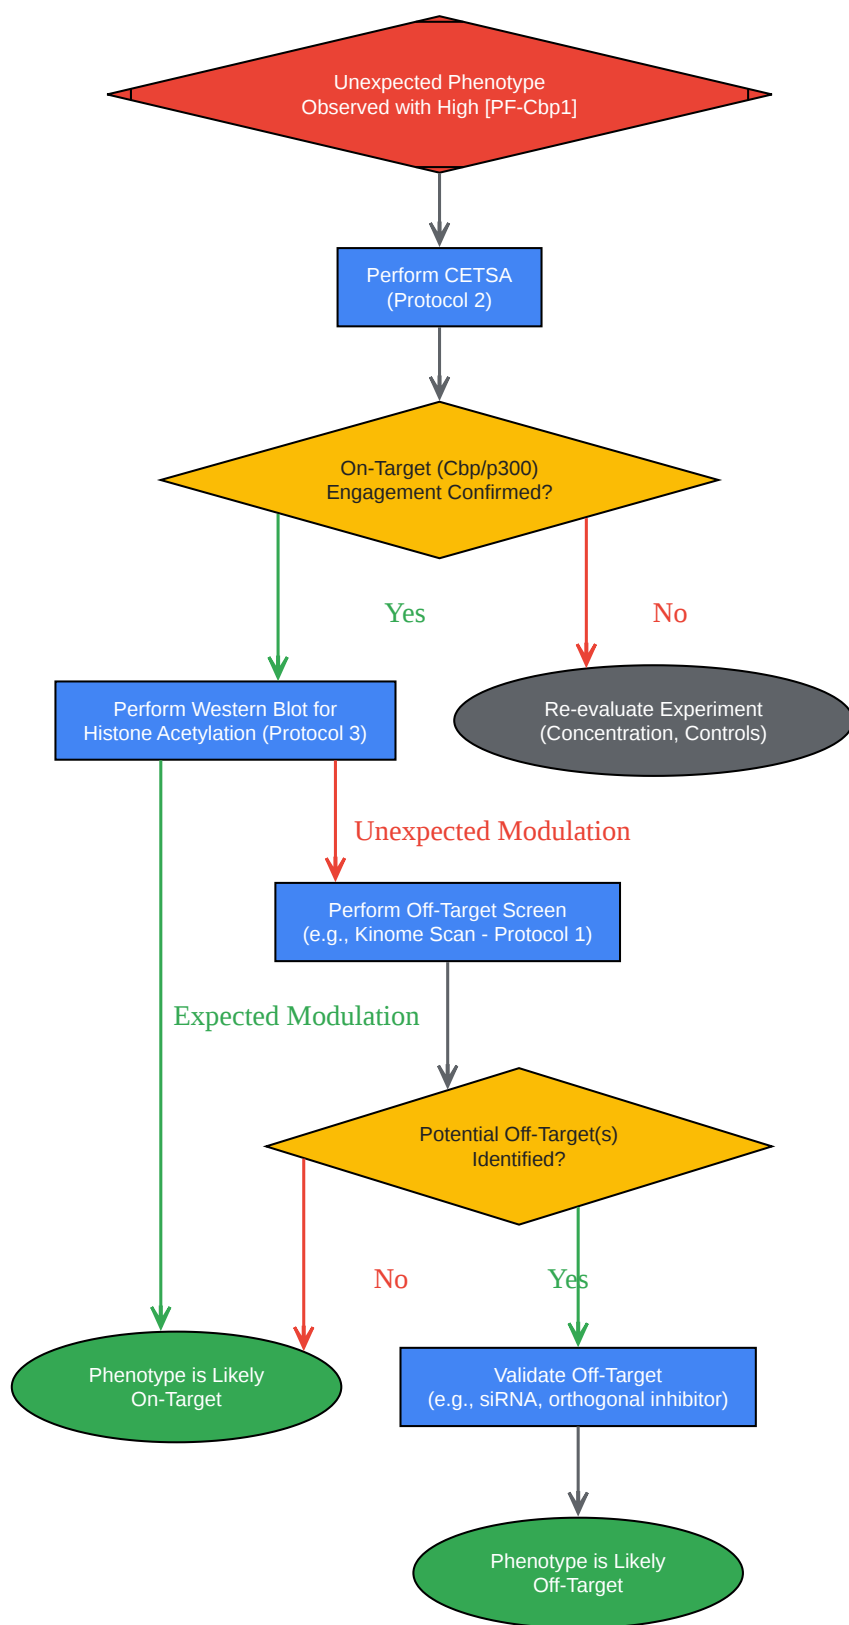 Unexpected Phenotype
Observed with High [PF-Cbp1]
Perform CETSA
(Protocol 2)
On-Target (Cbp/p300)
Engagement Confirmed?
Yes
No
Perform Western Blot for
Histone Acetylation (Protocol 3)
Re-evaluate Experiment
(Concentration, Controls)
Unexpected Modulation
Perform Off-Target Screen
(e.g., Kinome Scan - Protocol 1)
Expected Modulation
Potential Off-Target(s)
Identified?
No
Yes
Phenotype is Likely
On-Target
Validate Off-Target
(e.g., siRNA, orthogonal inhibitor)
Phenotype is Likely
Off-Target